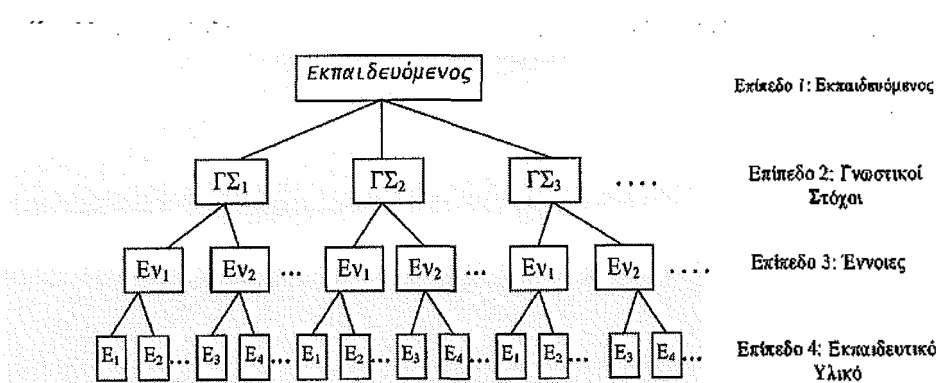 Εκπαιδευόμενος
Επίπεδο 1: Εκπαιδευόμενος
ΓΣ1 ΓΣ2 ΓΣ3 ....
Επίπεδο 2: Γνωστικοί
Στόχοι
Εν1 Εν2 ... Εν1 Εν2 ... Εν1 Εν2 ....
Επίπεδο 3: Έννοιες
Ε1 Ε2 ... Ε3 Ε4 ... Ε1 Ε2 ... Ε3 Ε4 ... Ε1 Ε2 ... Ε3 Ε4 ...
Επίπεδο 4: Εκπαιδευτικό
Υλικό